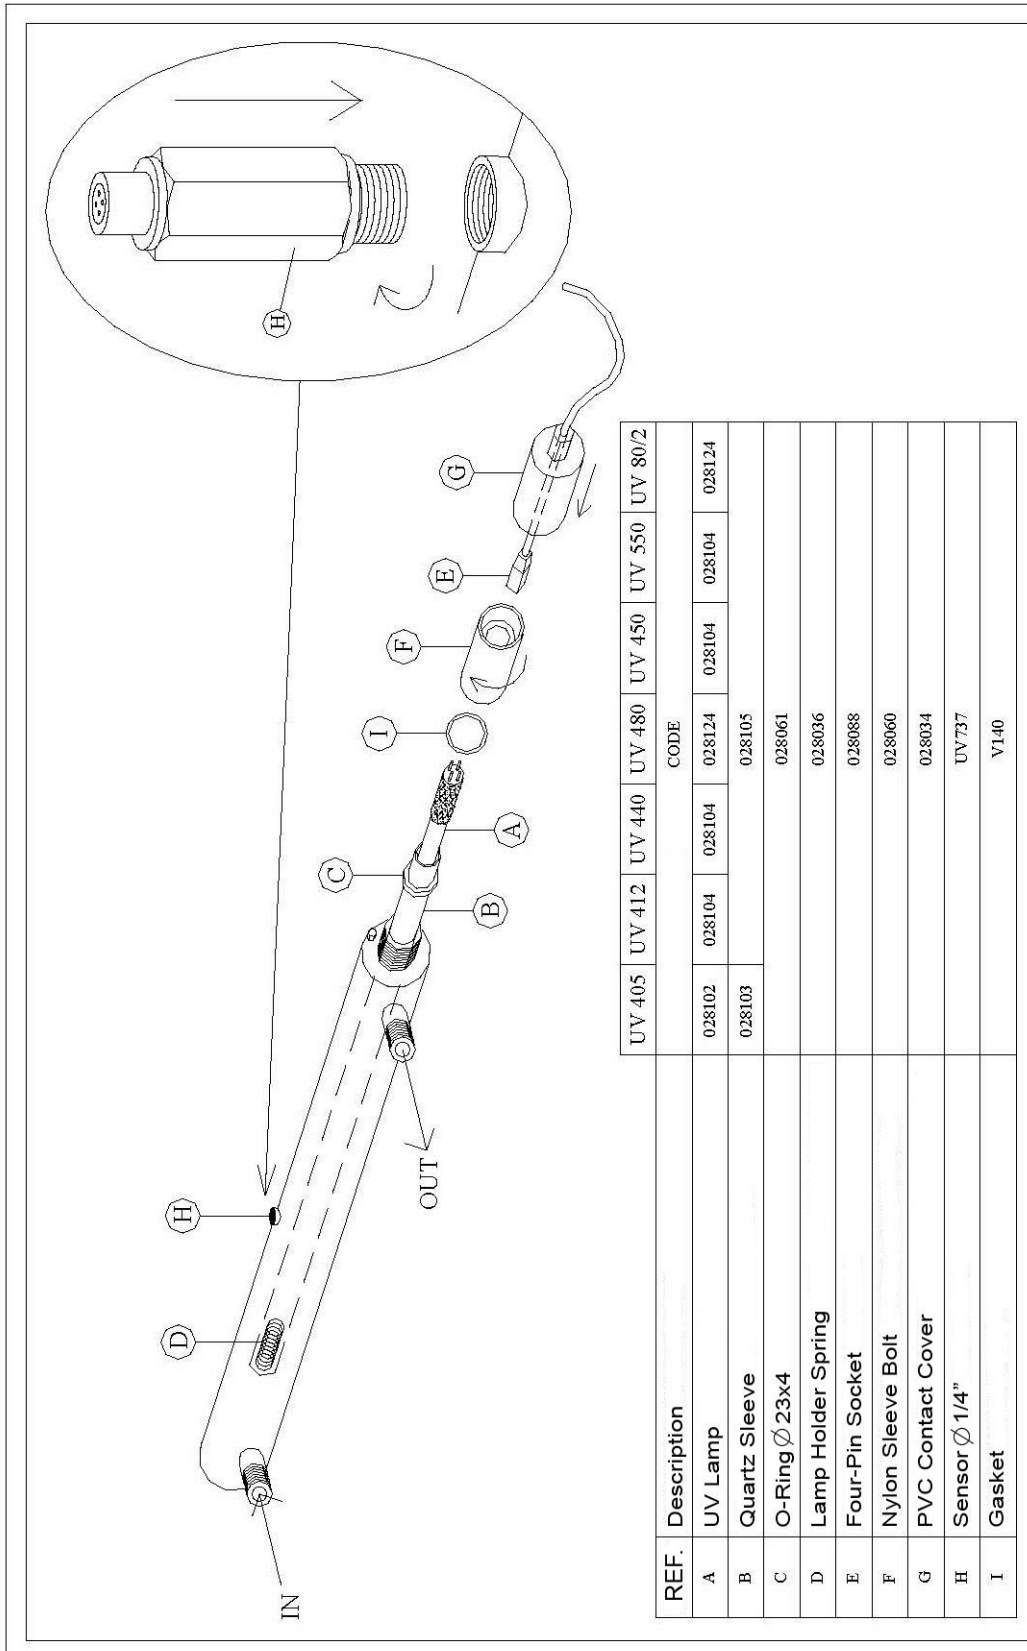 H
H
D
I
F
E
G
C
A
B
IN
OUT
UV 405 UV 412 UV 440 UV 480 UV 450 UV 550 UV 80/2
REF. Description CODE
A UV Lamp 028102 028104 028104 028124 028104 028104 028124
B Quartz Sleeve 028103 028105
C O-Ring Ø 23x4 028061
D Lamp Holder Spring 028036
E Four-Pin Socket 028088
F Nylon Sleeve Bolt 028060
G PVC Contact Cover 028034
H Sensor Ø 1/4" UV737
I Gasket V140